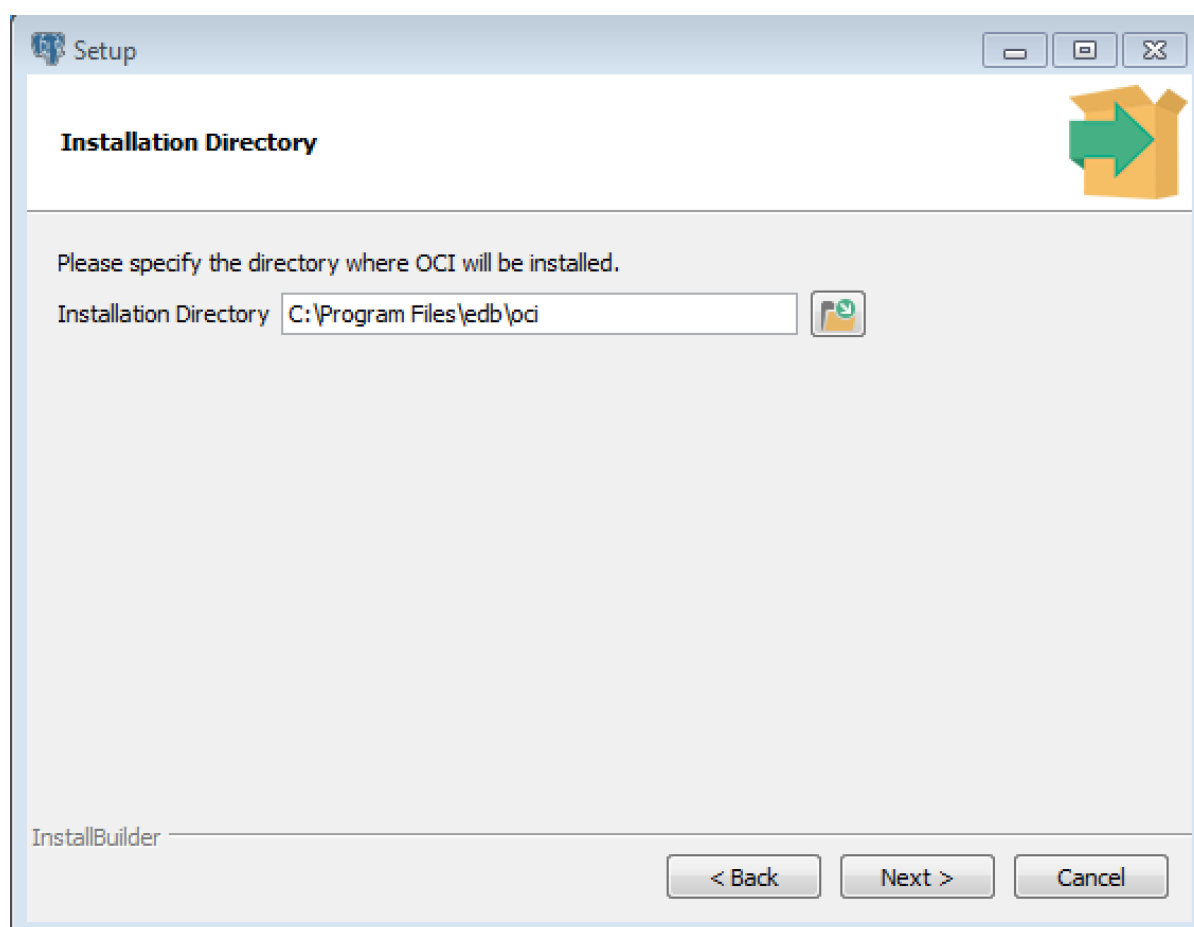 Setup
Installation Directory
Please specify the directory where OCI will be installed.
Installation Directory C:\Program Files\edb\oci
InstallBuilder
< Back Next > Cancel